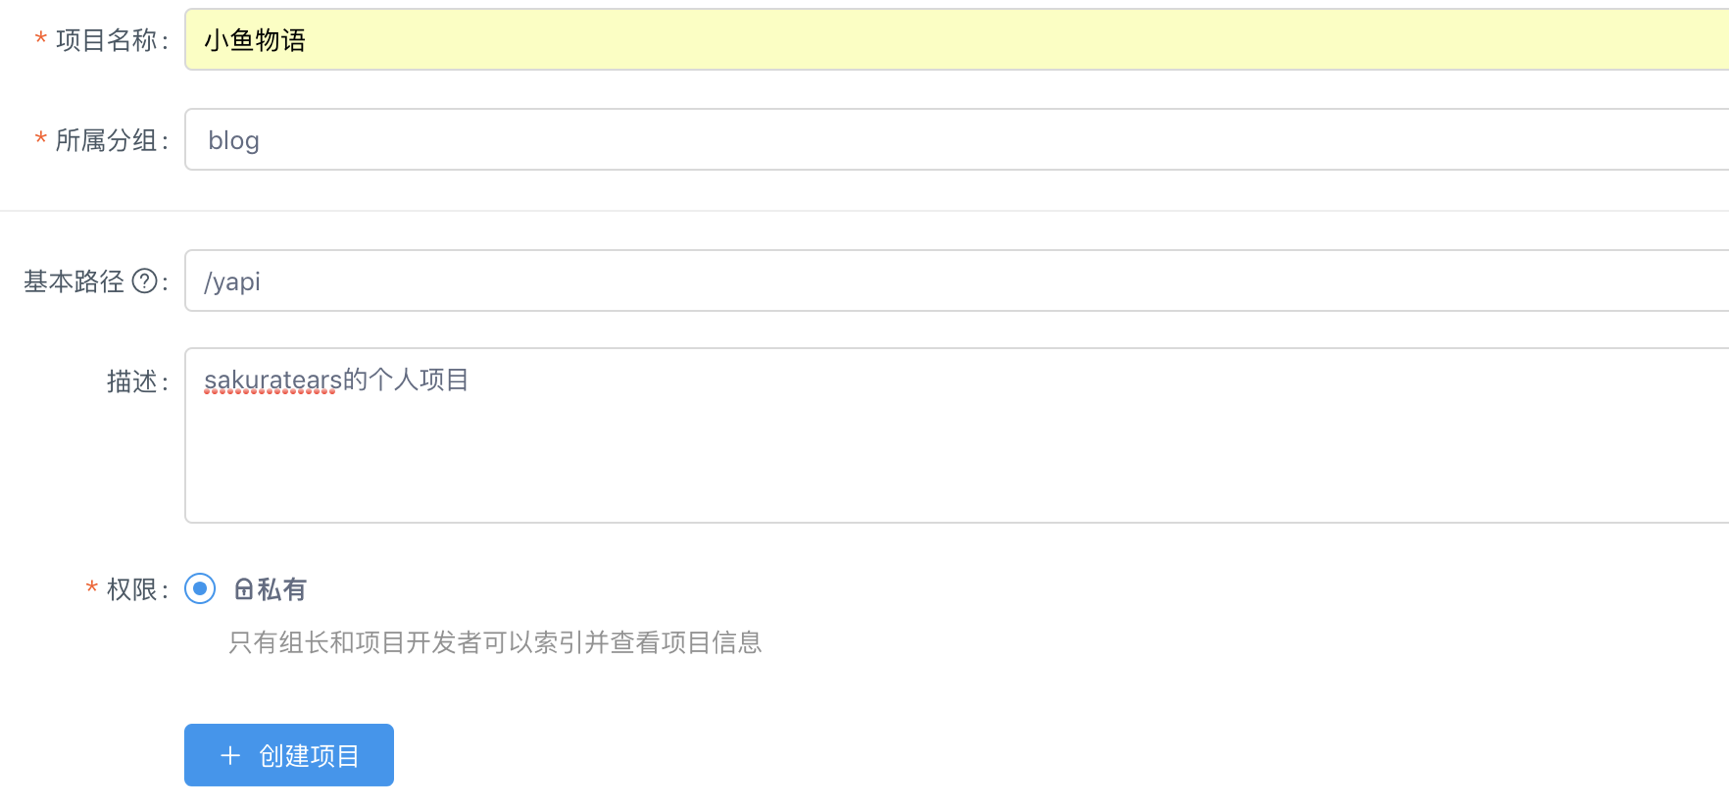 * 项目名称: 小鱼物语
* 所属分组: blog
基本路径 ?: /yapi
描述: sakuratears的个人项目
* 权限: 私有
只有组长和项目开发者可以索引并查看项目信息
+ 创建项目